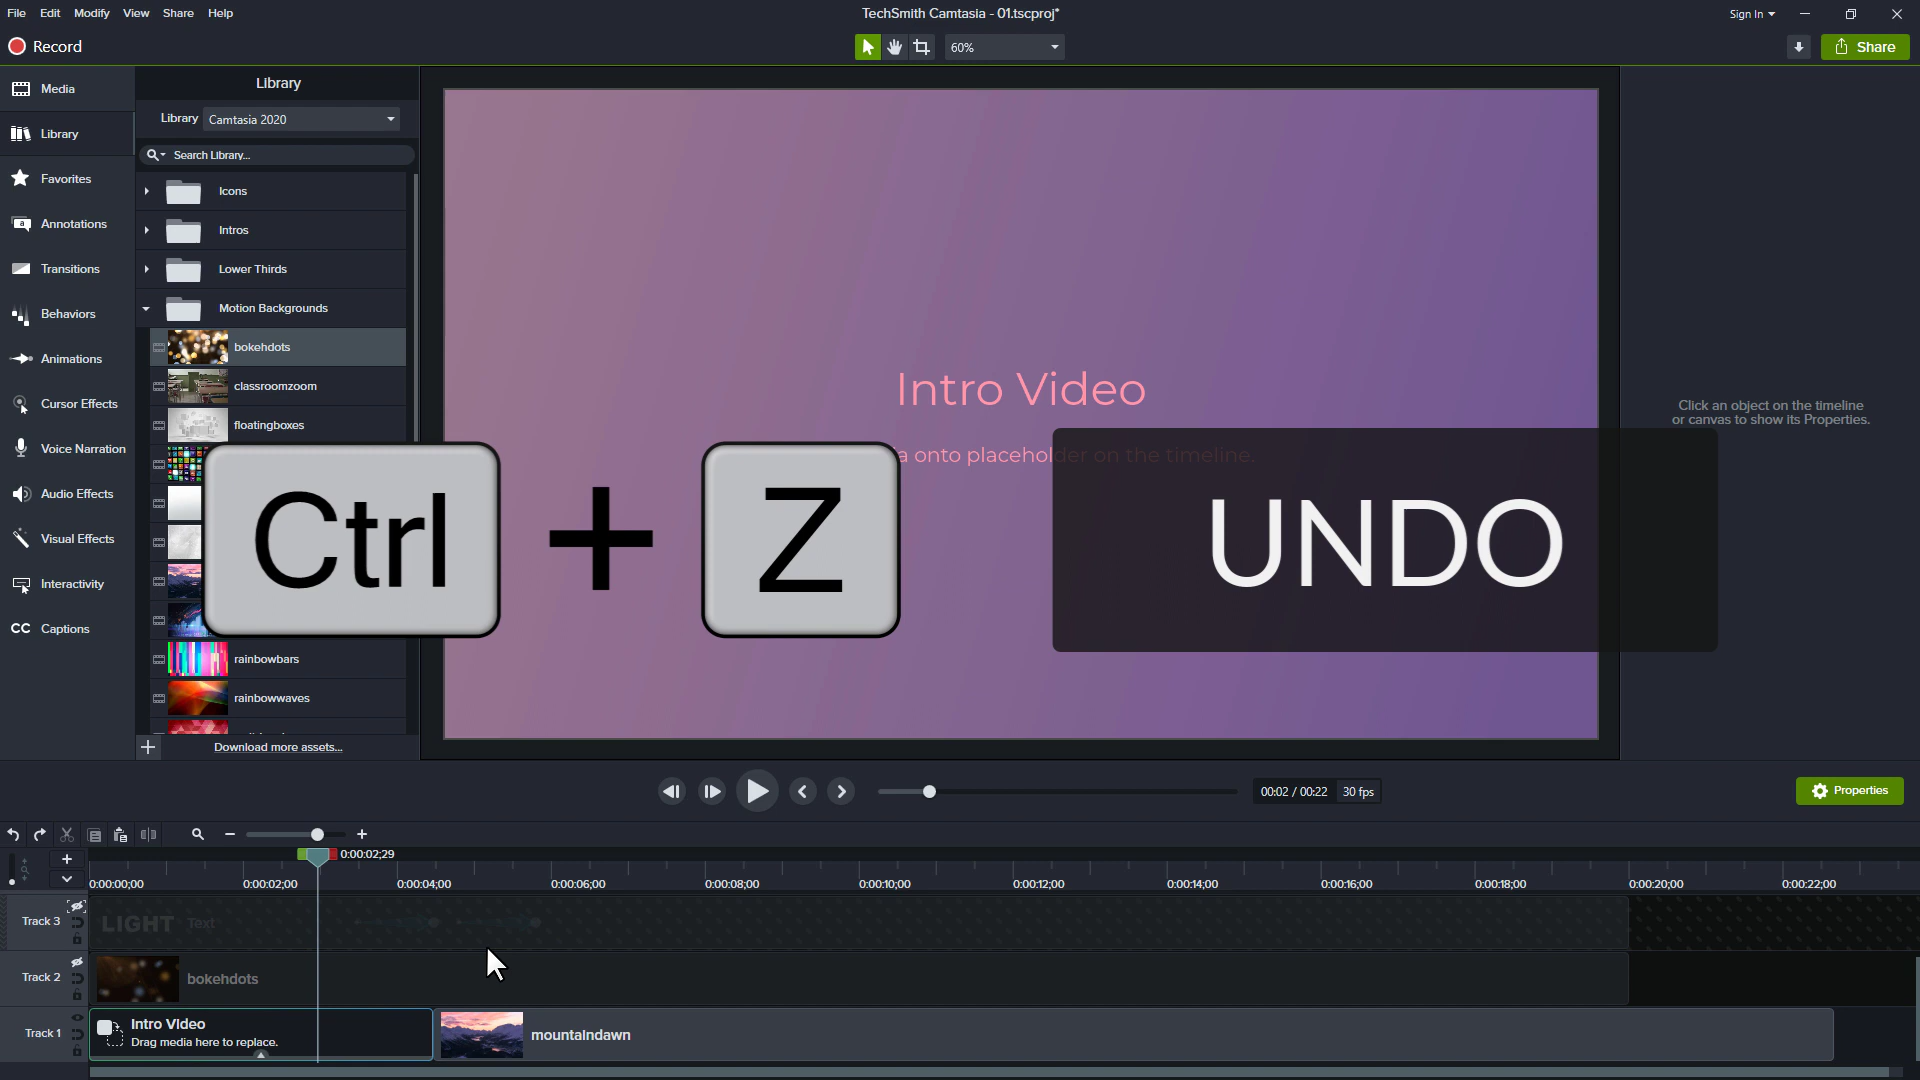 File Edit Modify View Share Help
TechSmith Camtasia - 01.tscproj*
Sign In
Record
60%
Share
Media
Library
Favorites
Annotations
Transitions
Behaviors
Animations
Cursor Effects
Voice Narration
Audio Effects
Visual Effects
Interactivity
CC Captions
Library
Library Camtasia 2020
Search Library...
Icons
Intros
Lower Thirds
Motion Backgrounds
bokehdots
classroomzoom
floatingboxes
rainbowbars
rainbowwaves
Download more assets...
Intro Video
a onto placeholder on the timeline.
Click an object on the timeline
or canvas to show its Properties.
Ctrl + Z
UNDO
00:02 / 00:22 30 fps
Properties
0:00:02;29
0:00:00;00 0:00:02;00 0:00:04;00 0:00:06;00 0:00:08;00 0:00:10;00 0:00:12;00 0:00:14;00 0:00:16;00 0:00:18;00 0:00:20;00 0:00:22;00
Track 3
LIGHT Text
Track 2
bokehdots
Track 1
Intro Video
Drag media here to replace.
mountaindawn